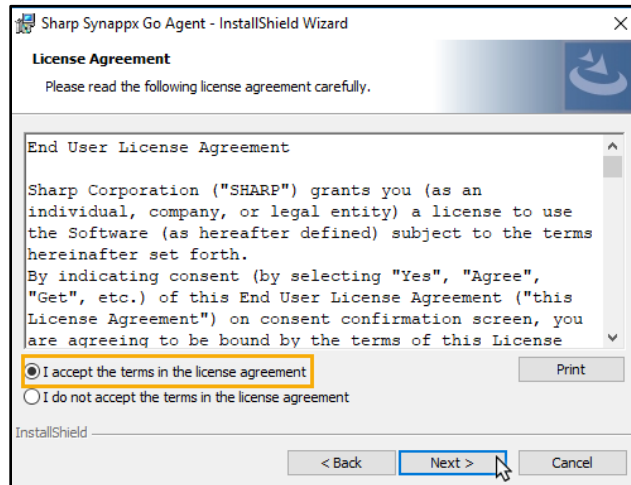 Sharp Synappx Go Agent - InstallShield Wizard
License Agreement
Please read the following license agreement carefully.
End User License Agreement
Sharp Corporation ("SHARP") grants you (as an
individual, company, or legal entity) a license to use
the Software (as hereafter defined) subject to the terms
hereinafter set forth.
By indicating consent (by selecting "Yes", "Agree",
"Get", etc.) of this End User License Agreement ("this
License Agreement") on consent confirmation screen, you
are agreeing to be bound by the terms of this License
I accept the terms in the license agreement
Print
I do not accept the terms in the license agreement
InstallShield
< Back
Next >
Cancel